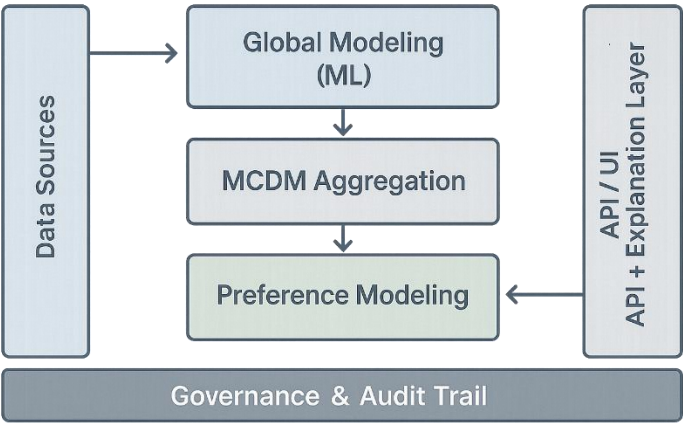 Data Sources
Global Modeling
(ML)
MCDM Aggregation
Preference Modeling
API / UI
API + Explanation Layer
Governance & Audit Trail